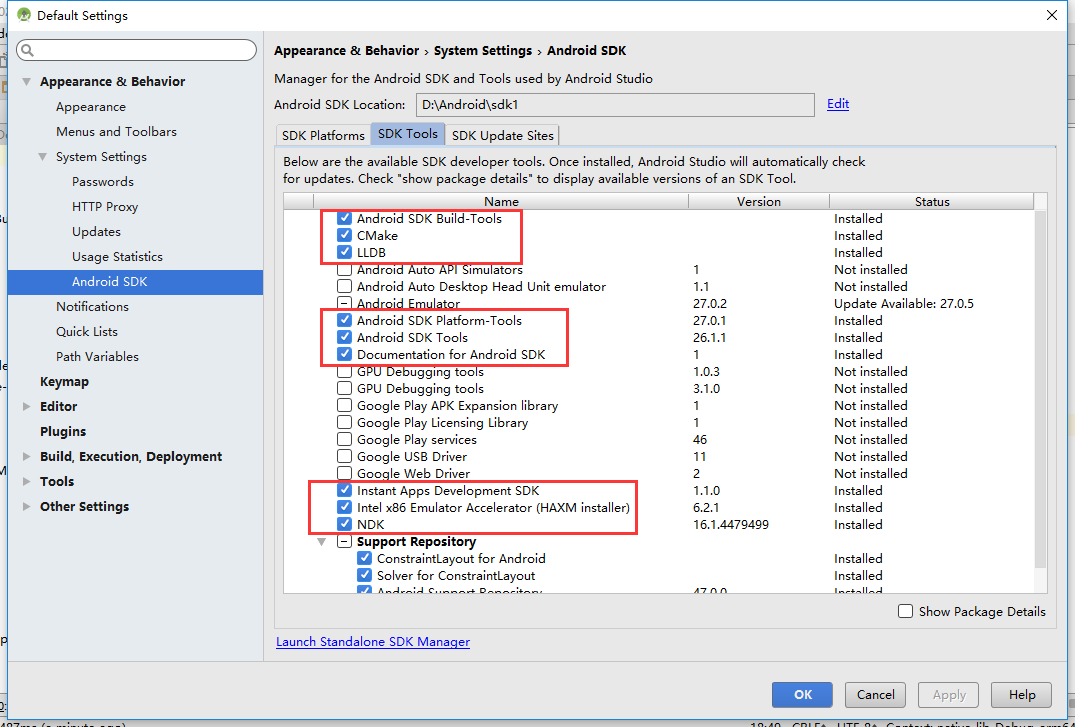 Default Settings
Appearance & Behavior
Appearance
Menus and Toolbars
System Settings
Passwords
HTTP Proxy
Updates
Usage Statistics
Android SDK
Notifications
Quick Lists
Path Variables
Keymap
Editor
Plugins
Build, Execution, Deployment
Tools
Other Settings
Appearance & Behavior › System Settings › Android SDK
Manager for the Android SDK and Tools used by Android Studio
Android SDK Location: D:\Android\sdk1 Edit
SDK Platforms SDK Tools SDK Update Sites
Below are the available SDK developer tools. Once installed, Android Studio will automatically check
for updates. Check "show package details" to display available versions of an SDK Tool.
Name Version Status
Android SDK Build-Tools Installed
CMake Installed
LLDB Installed
Android Auto API Simulators 1 Not installed
Android Auto Desktop Head Unit emulator 1.1 Not installed
Android Emulator 27.0.2 Update Available: 27.0.5
Android SDK Platform-Tools 27.0.1 Installed
Android SDK Tools 26.1.1 Installed
Documentation for Android SDK 1 Installed
GPU Debugging tools 1.0.3 Not installed
GPU Debugging tools 3.1.0 Not installed
Google Play APK Expansion library 1 Not installed
Google Play Licensing Library 1 Not installed
Google Play services 46 Not installed
Google USB Driver 11 Not installed
Google Web Driver 2 Not installed
Instant Apps Development SDK 1.1.0 Installed
Intel x86 Emulator Accelerator (HAXM installer) 6.2.1 Installed
NDK 16.1.4479499 Installed
Support Repository
ConstraintLayout for Android Installed
Solver for ConstraintLayout Installed
Android Support Repository 47.0.0 Installed
Show Package Details
Launch Standalone SDK Manager
OK Cancel Apply Help